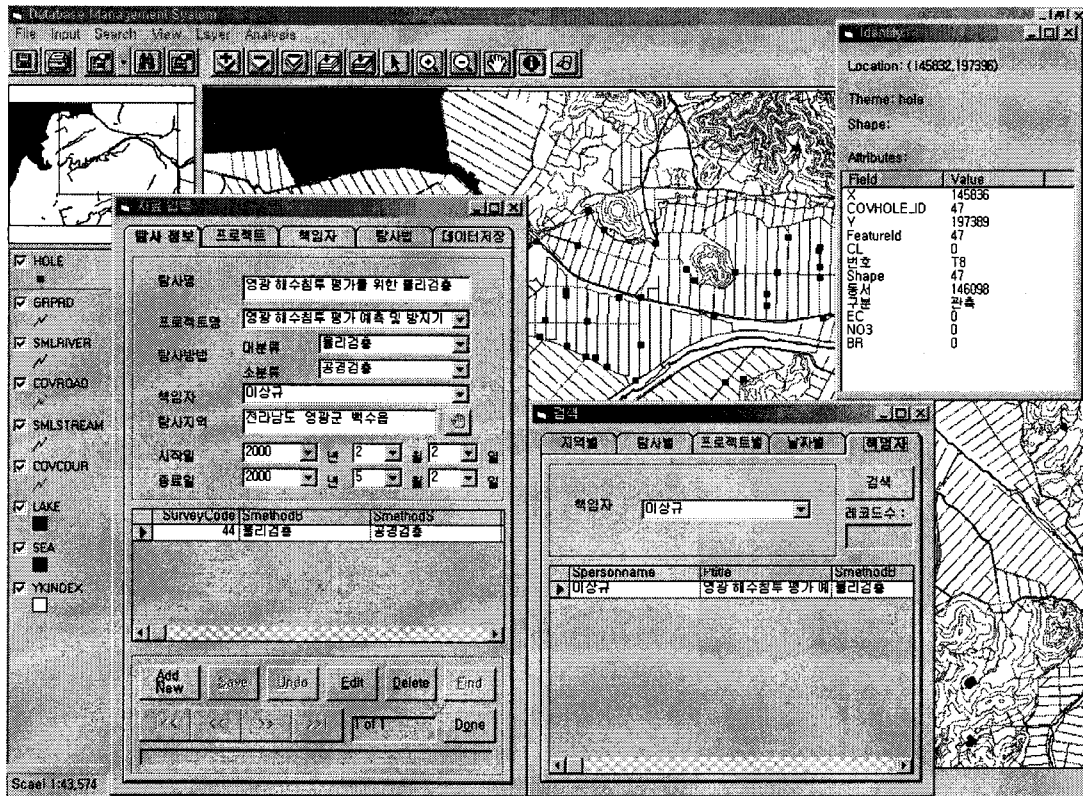 Database Management System
File Input Search View Layer Analysis
Identity
Location: (145832,197396)
Theme: hole
Shape:
Attributes:
Field Value
X 145836
COVHOLE_ID 47
Y 197389
FeatureId 47
CL 0
번호 T8
Shape 47
동서 146098
구분 관측
EC 0
NO3 0
BR 0
HOLE
GRPRD
SMLRIVER
COVROAD
SMLSTREAM
COVCOUR
LAKE
SEA
YKINDEX
Scael 1:43,574
자료 입력
탐사 정보 프로젝트 책임자 탐사법 데이터저장
탐사명 영광 해수침투 평가를 위한 물리검층
프로젝트명 영광 해수침투 평가 예측 및 방지기
탐사방법 대분류 물리검층
소분류 공경검층
책임자 이상규
탐사지역 전라남도 영광군 백수읍
시작일 2000 년 2 월 2 일
종료일 2000 년 5 월 2 일
SurveyCode SmethodB SmethodS
44 물리검층 공경검층
Add New Save Undo Edit Delete Find
<< >> >>| 1 of 1 Done
검색
지역별 탐사별 프로젝트별 날자별 책임자
책임자 이상규
검색
레코드수 :
Spersonname Ptitle SmethodB
이상규 영광 해수침투 평가 예 물리검층